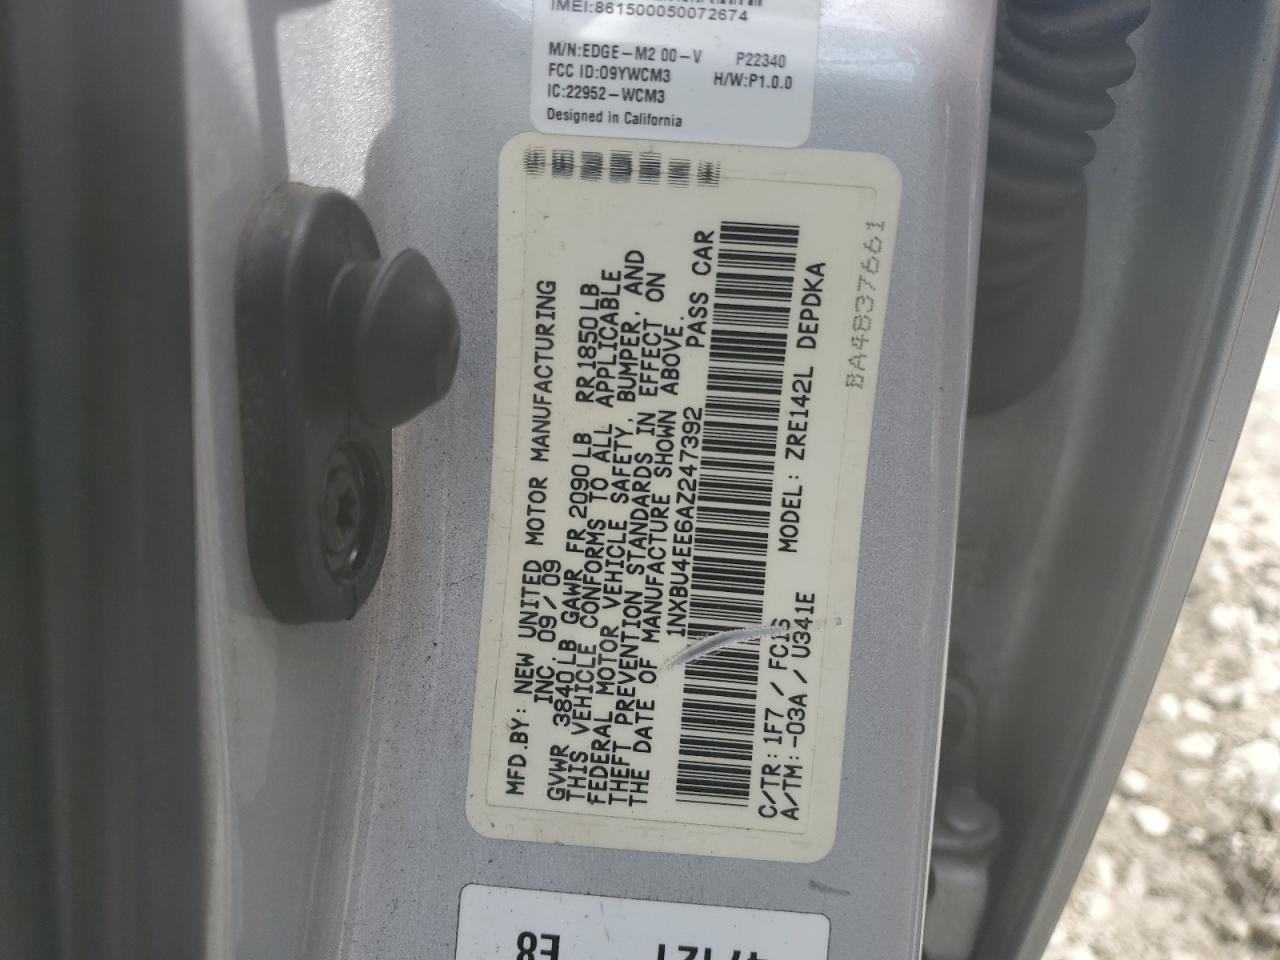 IMEI:861500050072674
M/N:EDGE-M2 00-V P22340
FCC ID:O9YWCM3 H/W:P1.0.0
IC:22952-WCM3
Designed in California
MFD.BY: NEW UNITED MOTOR MANUFACTURING
INC. 09/09
GVWR 3840LB GAWR FR 2090LB RR 1850LB
THIS VEHICLE CONFORMS TO ALL APPLICABLE
FEDERAL MOTOR VEHICLE SAFETY, BUMPER, AND
THEFT PREVENTION STANDARDS IN EFFECT ON
THE DATE OF MANUFACTURE SHOWN ABOVE.
1NXBU4EE6AZ247392 PASS CAR
C/TR: 1F7 / FC15 MODEL: ZRE142L DEPDKA
A/TM: -03A / U341E
BA4837661
E8